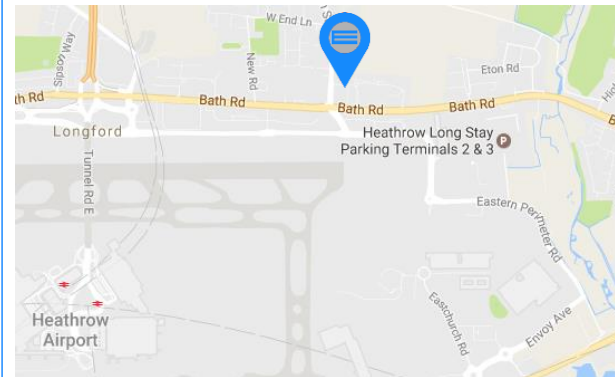 W End Ln
Sipson Way
New Rd
Eton Rd
th Rd
Bath Rd
Bath Rd
Bath Rd
Longford
Heathrow Long Stay
Parking Terminals 2 & 3
P
Tunnel Rd E
Eastern Perimeter Rd
Eastchurch Rd
Envoy Ave
Heathrow
Airport